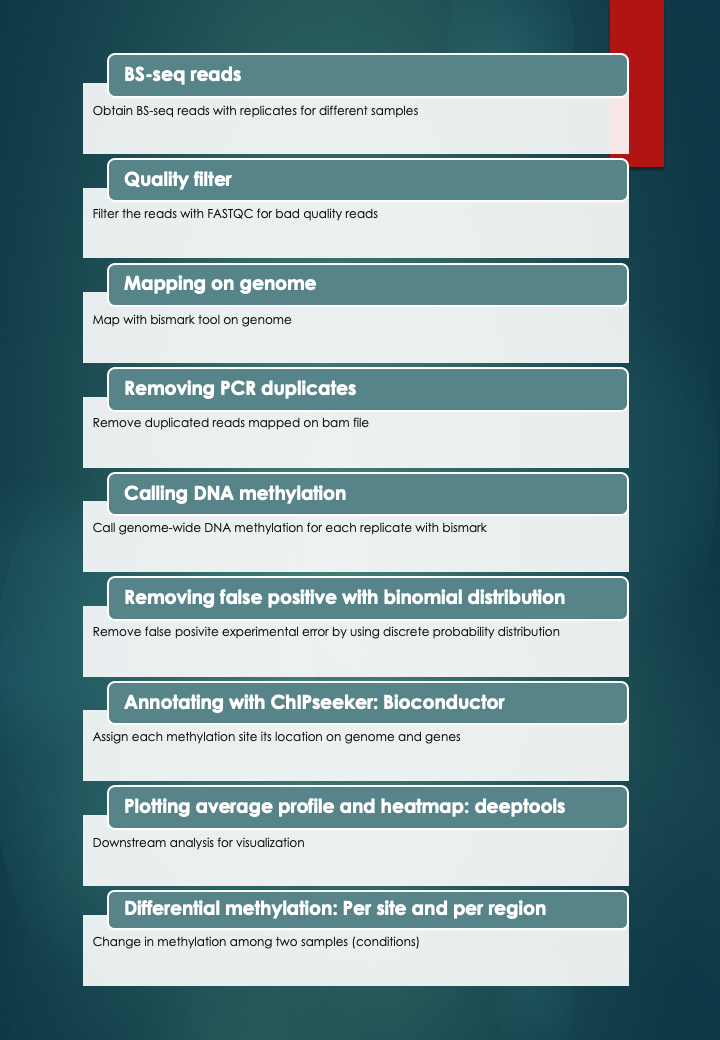 BS-seq reads
Obtain BS-seq reads with replicates for different samples
Quality filter
Filter the reads with FASTQC for bad quality reads
Mapping on genome
Map with bismark tool on genome
Removing PCR duplicates
Remove duplicated reads mapped on bam file
Calling DNA methylation
Call genome-wide DNA methylation for each replicate with bismark
Removing false positive with binomial distribution
Remove false posivite experimental error by using discrete probability distribution
Annotating with ChIPseeker: Bioconductor
Assign each methylation site its location on genome and genes
Plotting average profile and heatmap: deeptools
Downstream analysis for visualization
Differential methylation: Per site and per region
Change in methylation among two samples (conditions)